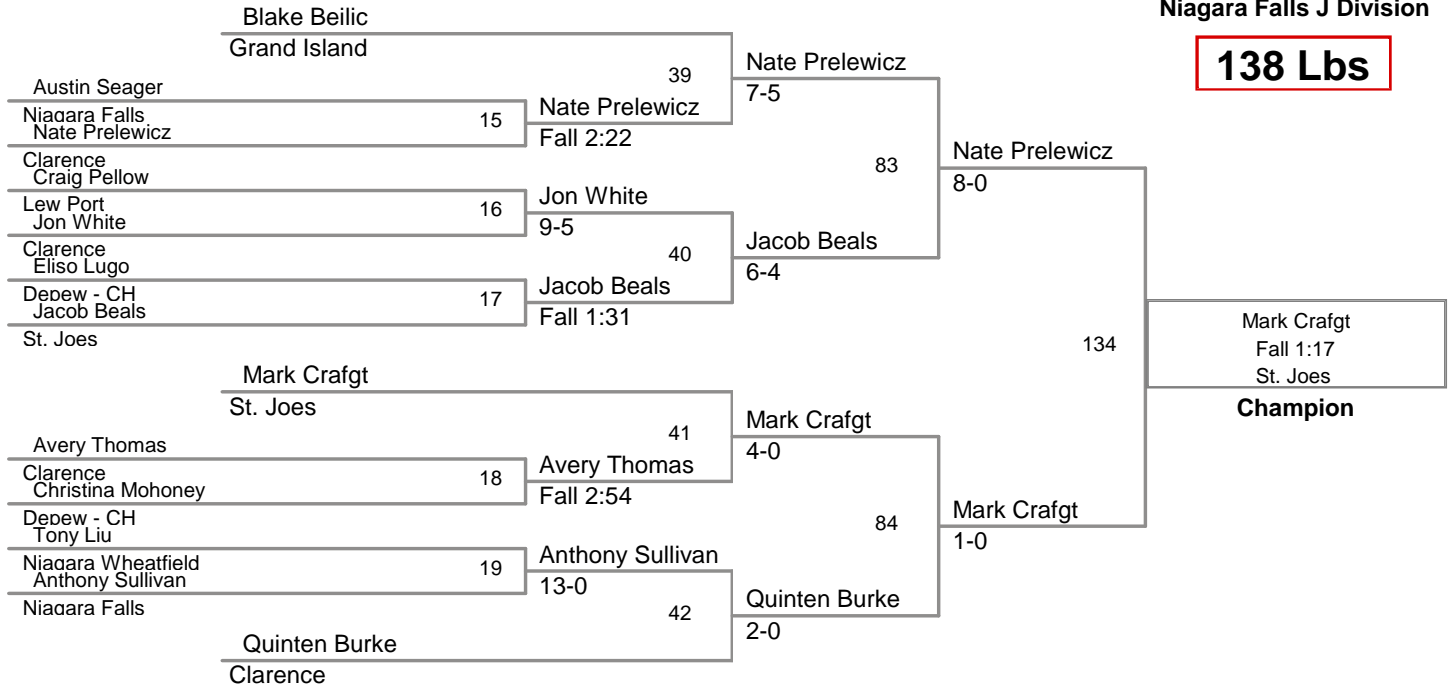 Niagara Falls J Division
138 Lbs
Blake Beilic
Grand Island
39
Nate Prelewicz
7-5
Austin Seager
Niagara Falls
15
Nate Prelewicz
Fall 2:22
Nate Prelewicz
Clarence
83
Nate Prelewicz
8-0
Craig Pellow
Lew Port
16
Jon White
9-5
Jon White
Clarence
40
Jacob Beals
6-4
Eliso Lugo
Depew - CH
17
Jacob Beals
Fall 1:31
Jacob Beals
St. Joes
134
Mark Crafgt
Fall 1:17
St. Joes
Champion
Mark Crafgt
St. Joes
41
Mark Crafgt
4-0
Avery Thomas
Clarence
18
Avery Thomas
Fall 2:54
Christina Mohoney
Depew - CH
84
Mark Crafgt
1-0
Tony Liu
Niagara Wheatfield
19
Anthony Sullivan
13-0
Anthony Sullivan
Niagara Falls
42
Quinten Burke
2-0
Quinten Burke
Clarence